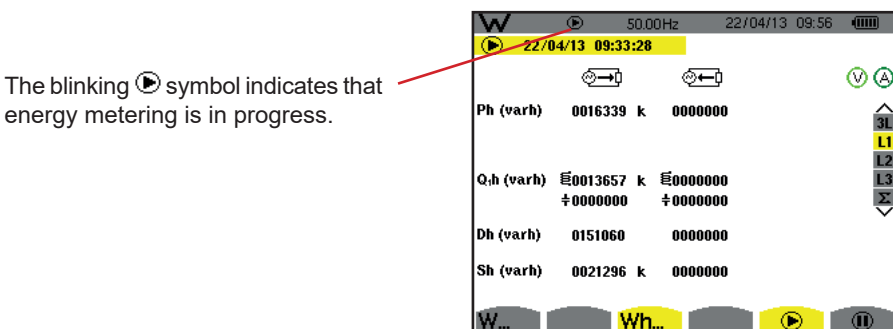 W 50.00Hz 22/04/13 09:56
22/04/13 09:33:28
The blinking symbol indicates that
energy metering is in progress.
V A
Ph (varh) 0016339 k 0000000
3L
L1
L2
L3
Σ
Q₁h (varh) 0013657 k 0000000
0000000 0000000
Dh (varh) 0151060 0000000
Sh (varh) 0021296 k 0000000
W... Wh...